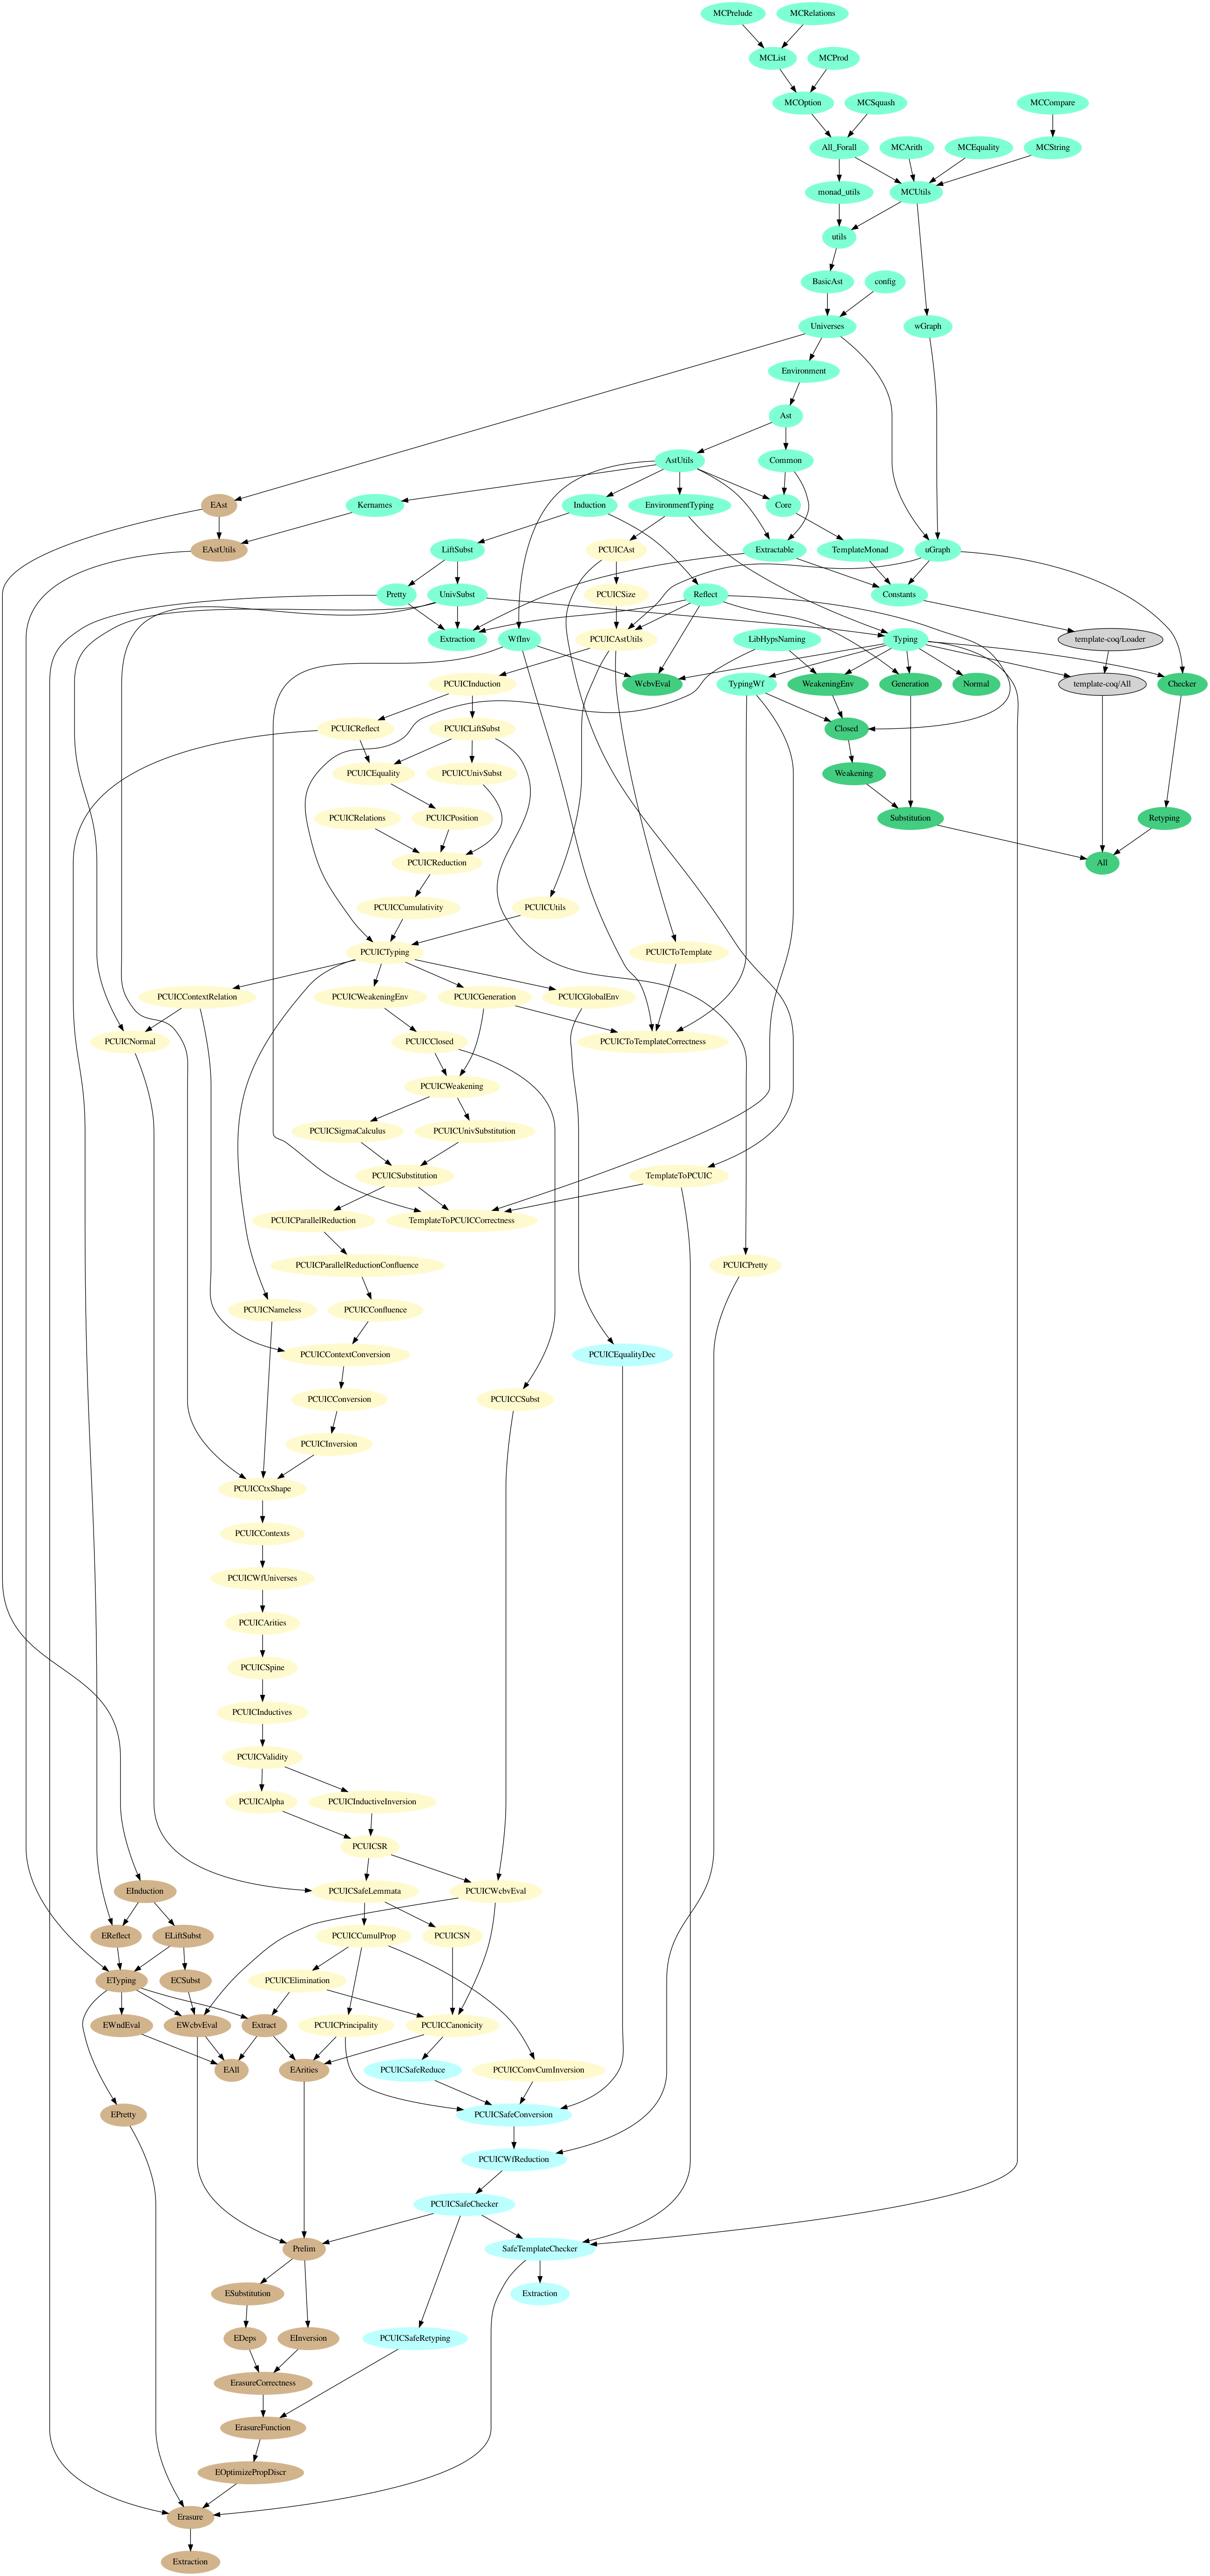 MCPrelude
MCRelations
MCList
MCProd
MCOption
MCSquash
MCCompare
All_Forall
MCArith
MCEquality
MCString
monad_utils
MCUtils
utils
BasicAst
config
Universes
wGraph
Environment
Ast
AstUtils
Common
EAst
Kernames
Induction
EnvironmentTyping
Core
EAstUtils
LiftSubst
PCUICAst
Extractable
TemplateMonad
uGraph
Pretty
UnivSubst
PCUICSize
Reflect
Constants
Extraction
WfInv
PCUICAstUtils
LibHypsNaming
Typing
template-coq/Loader
PCUICInduction
WcbvEval
TypingWf
WeakeningEnv
Generation
Normal
template-coq/All
Checker
PCUICReflect
PCUICLiftSubst
Closed
PCUICEquality
PCUICUnivSubst
Weakening
PCUICRelations
PCUICPosition
Substitution
Retyping
PCUICReduction
All
PCUICCumulativity
PCUICUtils
PCUICTyping
PCUICToTemplate
PCUICContextRelation
PCUICWeakeningEnv
PCUICGeneration
PCUICGlobalEnv
PCUICNormal
PCUICClosed
PCUICToTemplateCorrectness
PCUICWeakening
PCUICSigmaCalculus
PCUICUnivSubstitution
PCUICSubstitution
TemplateToPCUIC
PCUICParallelReduction
TemplateToPCUICCorrectness
PCUICParallelReductionConfluence
PCUICPretty
PCUICNameless
PCUICConfluence
PCUICContextConversion
PCUICEqualityDec
PCUICConversion
PCUICCSubst
PCUICInversion
PCUICCtxShape
PCUICContexts
PCUICWfUniverses
PCUICArities
PCUICSpine
PCUICInductives
PCUICValidity
PCUICAlpha
PCUICInductiveInversion
PCUICSR
EInduction
PCUICSafeLemmata
PCUICWcbvEval
EReflect
ELiftSubst
PCUICCumulProp
PCUICSN
ETyping
ECSubst
PCUICElimination
EWndEval
EWcbvEval
Extract
PCUICPrincipality
PCUICCanonicity
EAll
EArities
PCUICSafeReduce
PCUICConvCumInversion
EPretty
PCUICSafeConversion
PCUICWfReduction
PCUICSafeChecker
Prelim
SafeTemplateChecker
ESubstitution
Extraction
EDeps
EInversion
PCUICSafeRetyping
ErasureCorrectness
ErasureFunction
EOptimizePropDiscr
Erasure
Extraction